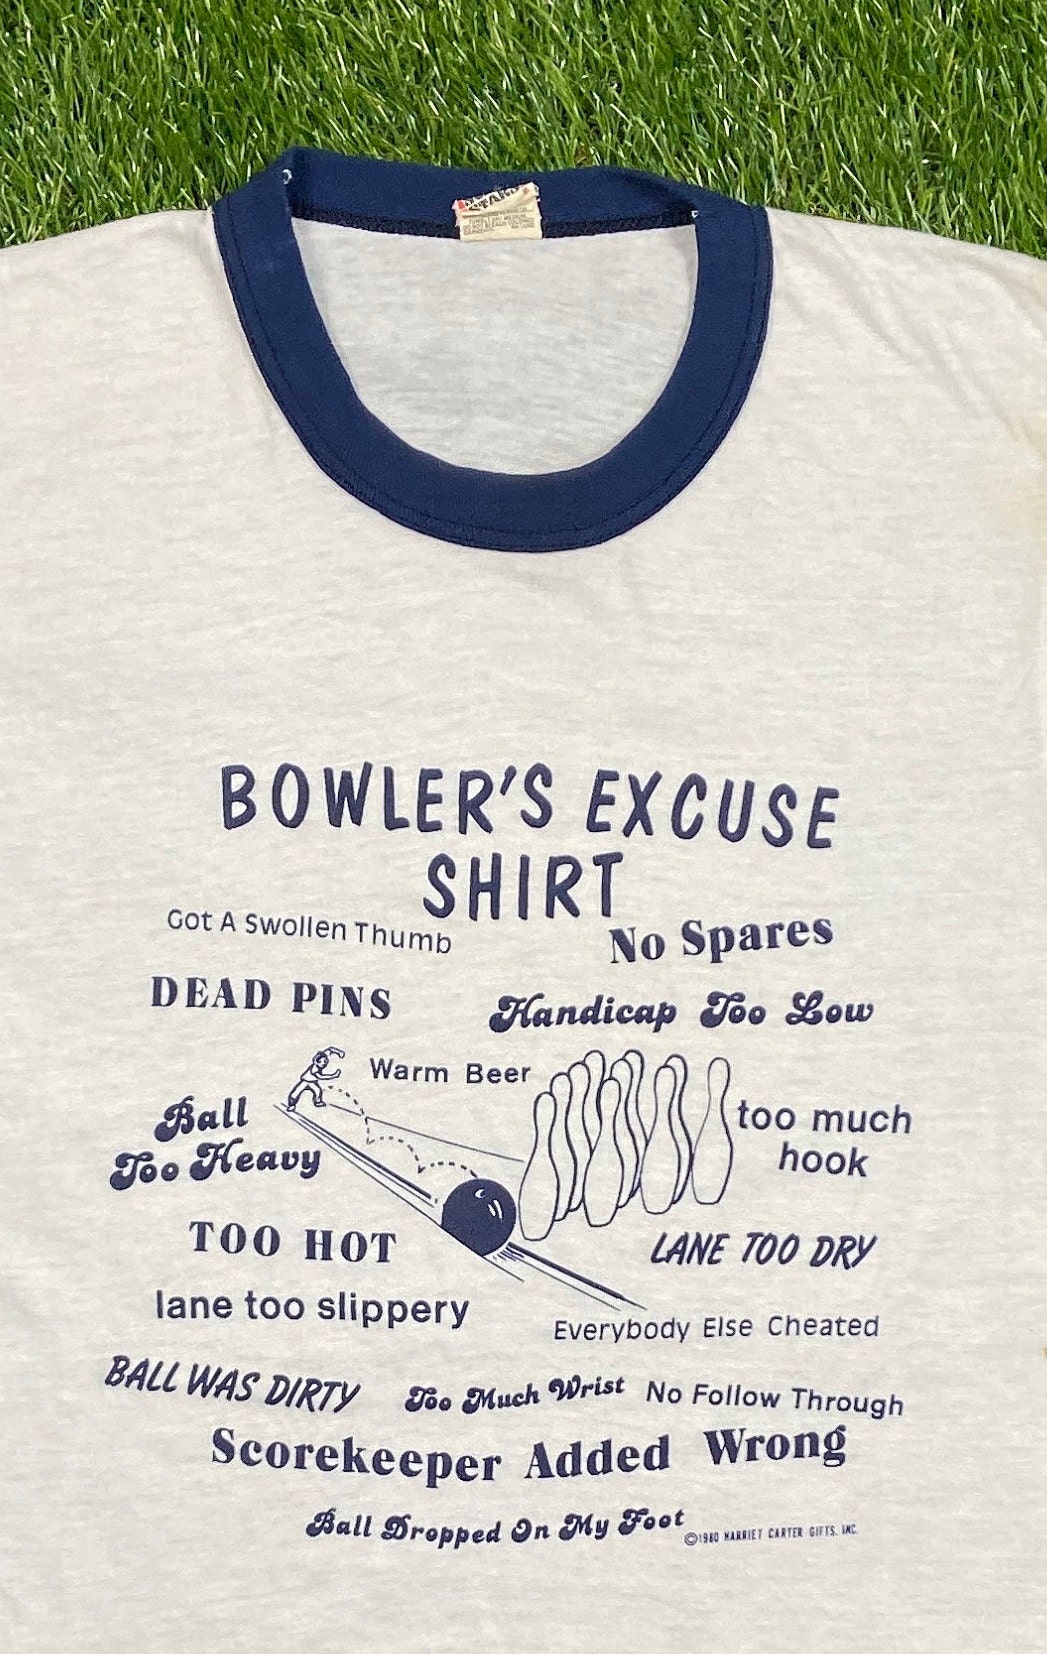 BOWLER'S EXCUSE
SHIRT
Got A Swollen Thumb
No Spares
DEAD PINS
Handicap Too Low
Warm Beer
Ball
Too Heavy
too much
hook
TOO HOT
LANE TOO DRY
lane too slippery
Everybody Else Cheated
BALL WAS DIRTY
Too Much Wrist
No Follow Through
Scorekeeper Added Wrong
Ball Dropped On My Foot
©1980 HARRIET CARTER GIFTS, INC.